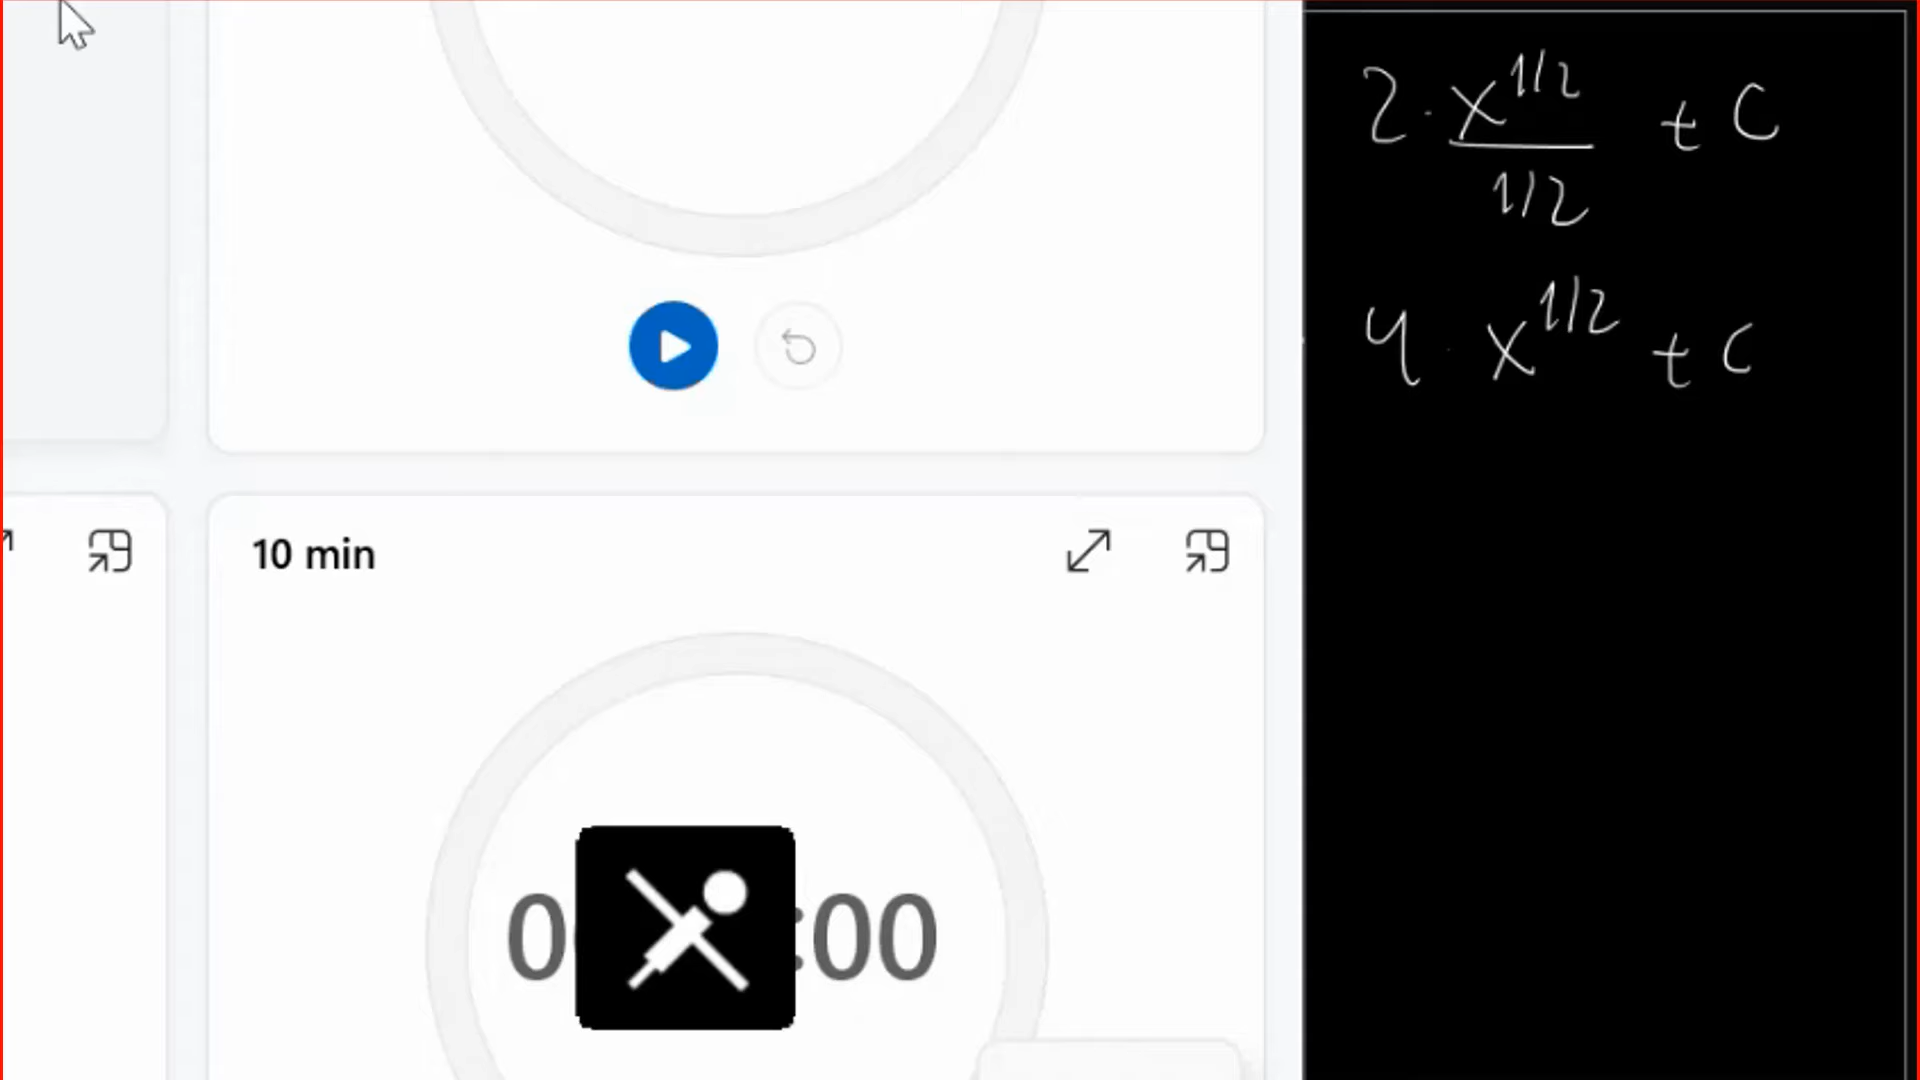 10 min
0 :00
2 · x^1/2 + C
1/2
4 · x^1/2 + C